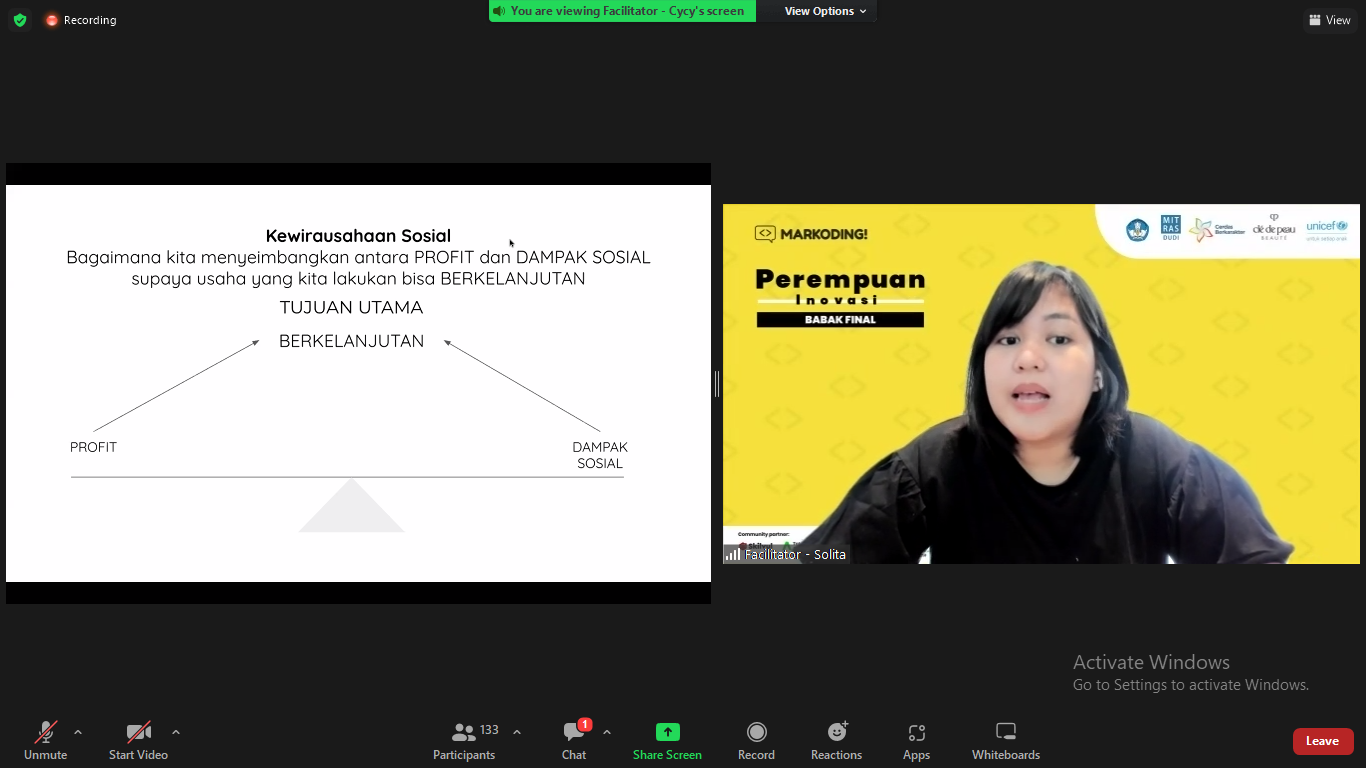 Recording
You are viewing Facilitator - Cycy's screen
View Options
View
Kewirausahaan Sosial
Bagaimana kita menyeimbangkan antara PROFIT dan DAMPAK SOSIAL
supaya usaha yang kita lakukan bisa BERKELANJUTAN
TUJUAN UTAMA
BERKELANJUTAN
PROFIT
DAMPAK
SOSIAL
MARKODING!
Perempuan
Inovasi
BABAK FINAL
MIT
RAS
DUDI
Cerdas
Berkarakter
cp
clé de peau
BEAUTÉ
unicef
untuk setiap anak
Community partner:
Facilitator - Solita
Activate Windows
Go to Settings to activate Windows.
Unmute
Start Video
Participants
133
Chat
1
Share Screen
Record
Reactions
Apps
Whiteboards
Leave